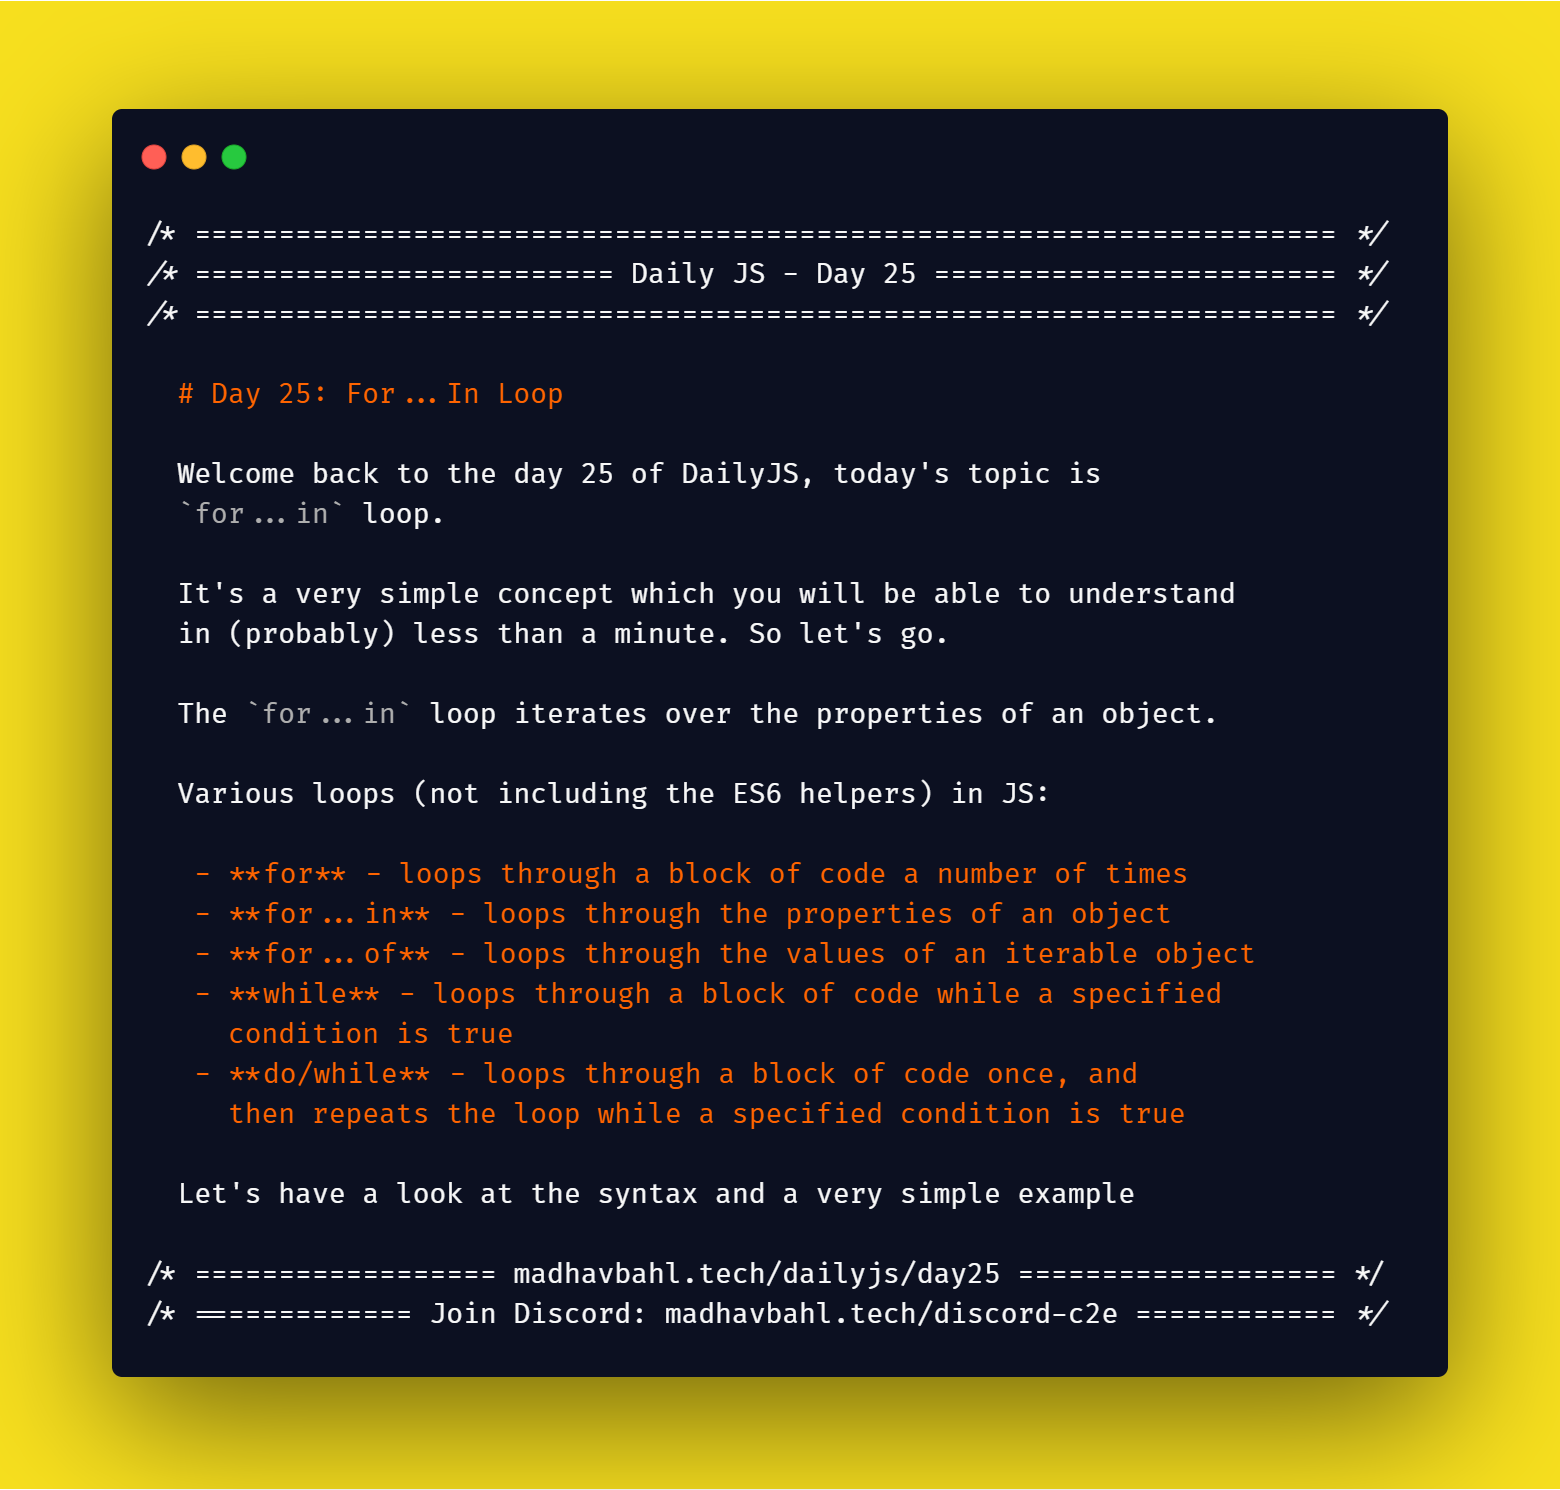 /* ==================================================================== */
/* ========================= Daily JS - Day 25 ======================== */
/* ==================================================================== */
# Day 25: For...In Loop
Welcome back to the day 25 of DailyJS, today's topic is
`for...in` loop.
It's a very simple concept which you will be able to understand
in (probably) less than a minute. So let's go.
The `for...in` loop iterates over the properties of an object.
Various loops (not including the ES6 helpers) in JS:
- **for** - loops through a block of code a number of times
- **for...in** - loops through the properties of an object
- **for...of** - loops through the values of an iterable object
- **while** - loops through a block of code while a specified
condition is true
- **do/while** - loops through a block of code once, and
then repeats the loop while a specified condition is true
Let's have a look at the syntax and a very simple example
/* ================== madhavbahl.tech/dailyjs/day25 =================== */
/* ============= Join Discord: madhavbahl.tech/discord-c2e ============ */